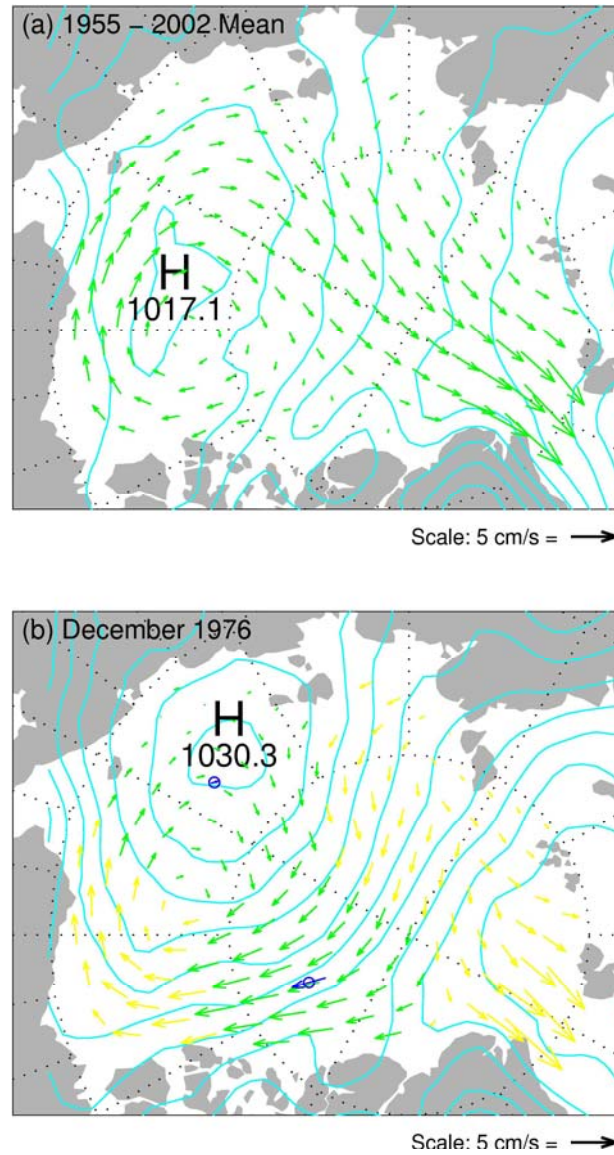 (a) 1955 – 2002 Mean
H
1017.1
Scale: 5 cm/s =
(b) December 1976
H
1030.3
Scale: 5 cm/s =